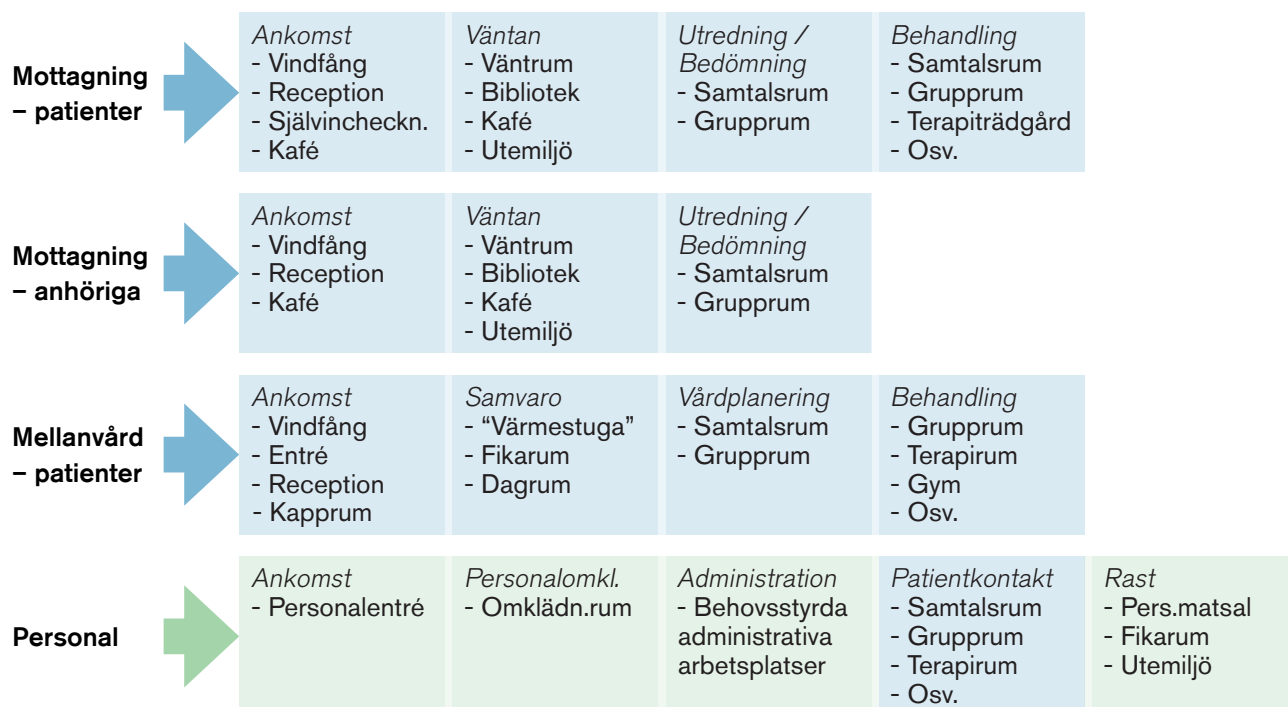 Mottagning
– patienter
Ankomst
- Vindfång
- Reception
- Självincheckn.
- Kafé
Väntan
- Väntrum
- Bibliotek
- Kafé
- Utemiljö
Utredning /
Bedömning
- Samtalsrum
- Grupprum
Behandling
- Samtalsrum
- Grupprum
- Terapiträdgård
- Osv.
Mottagning
– anhöriga
Ankomst
- Vindfång
- Reception
- Kafé
Väntan
- Väntrum
- Bibliotek
- Kafé
- Utemiljö
Utredning /
Bedömning
- Samtalsrum
- Grupprum
Mellanvård
– patienter
Ankomst
- Vindfång
- Entré
- Reception
- Kapprum
Samvaro
- “Värmestuga”
- Fikarum
- Dagrum
Vårdplanering
- Samtalsrum
- Grupprum
Behandling
- Grupprum
- Terapirum
- Gym
- Osv.
Personal
Ankomst
- Personalentré
Personalomkl.
- Omklädn.rum
Administration
- Behovsstyrda
administrativa
arbetsplatser
Patientkontakt
- Samtalsrum
- Grupprum
- Terapirum
- Osv.
Rast
- Pers.matsal
- Fikarum
- Utemiljö